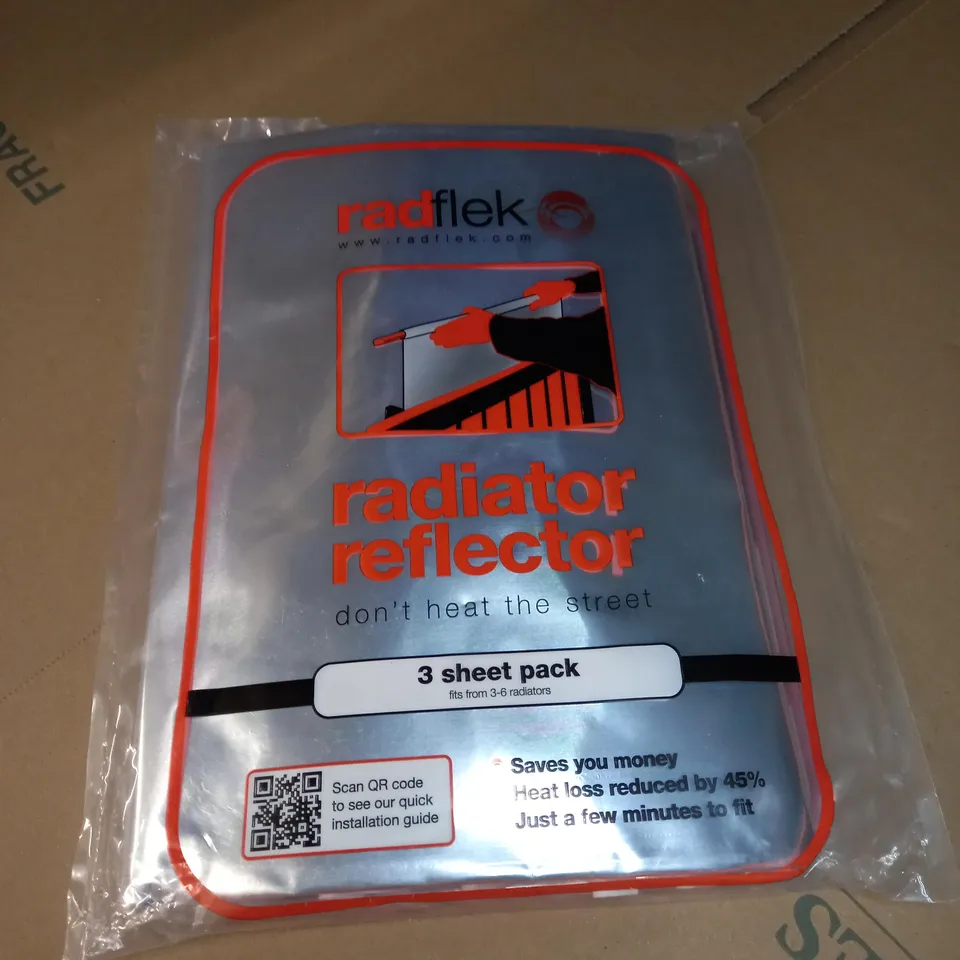 radflek
www.radflek.com
radiator
reflector
don't heat the street
3 sheet pack
fits from 3-6 radiators
Scan QR code
to see our quick
installation guide
Saves you money
Heat loss reduced by 45%
Just a few minutes to fit